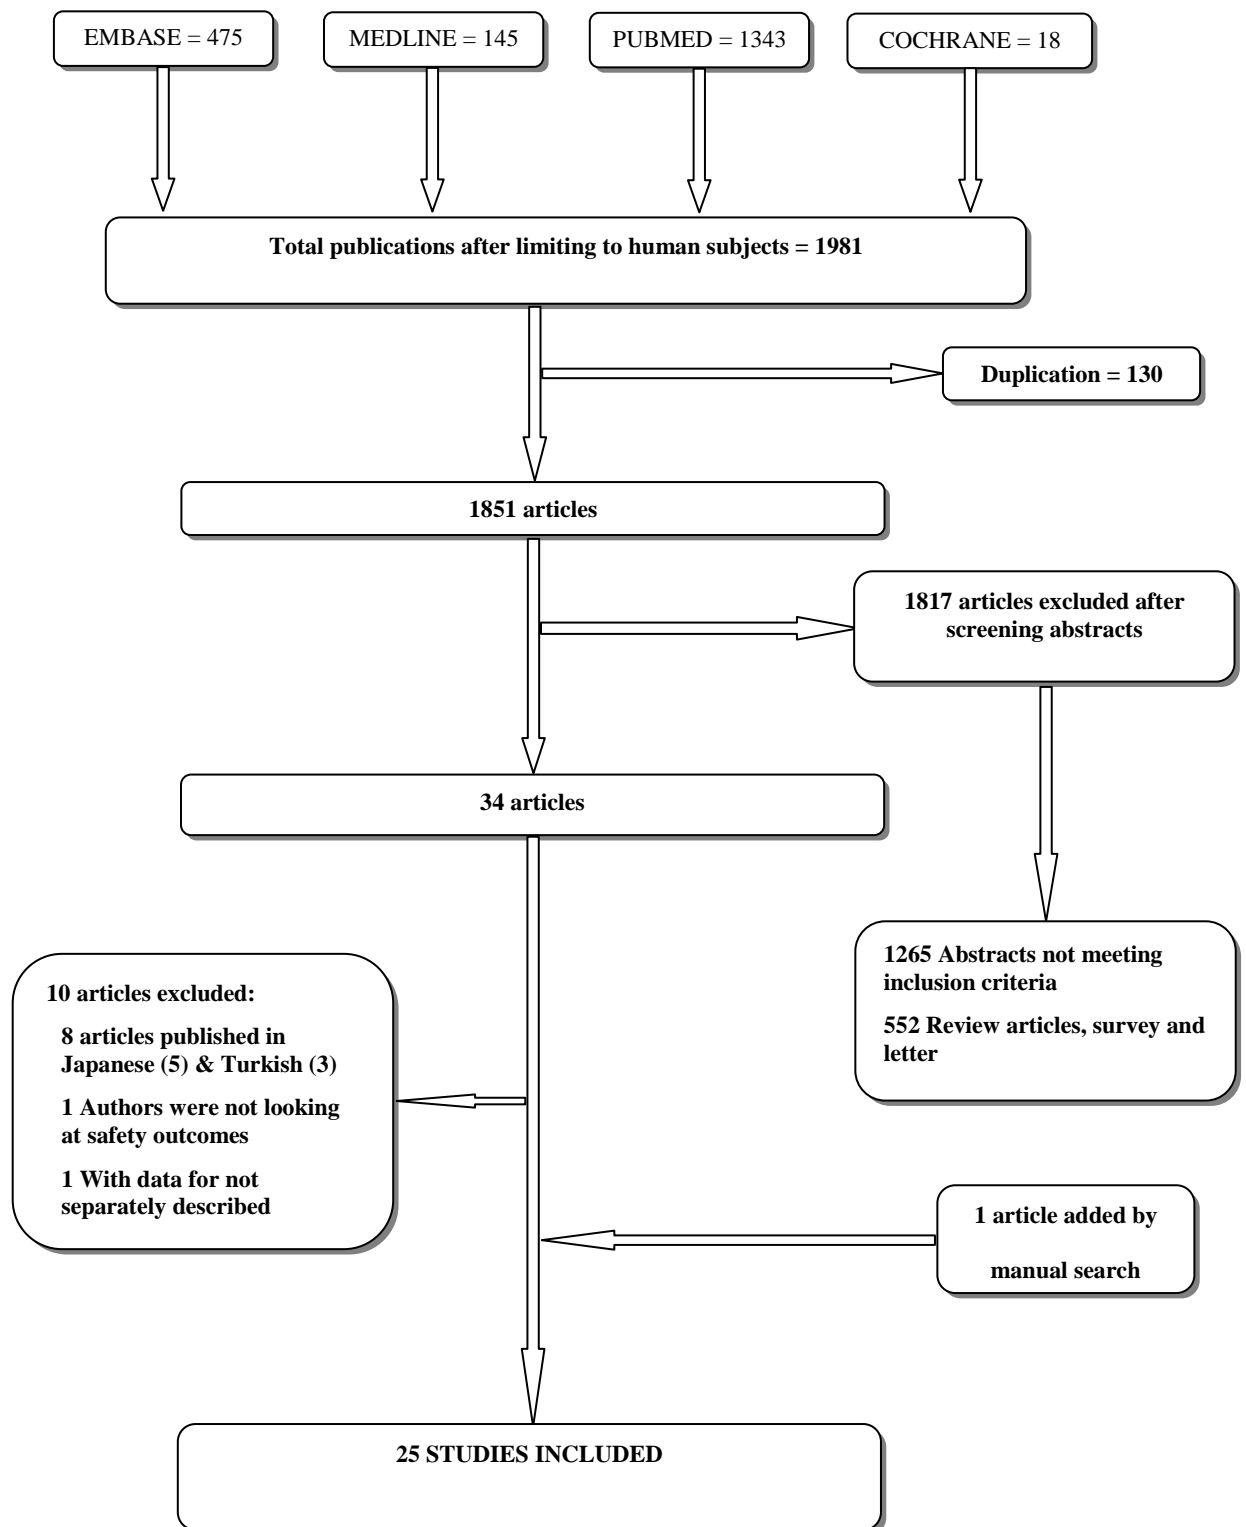 EMBASE = 475
MEDLINE = 145
PUBMED = 1343
COCHRANE = 18
Total publications after limiting to human subjects = 1981
Duplication = 130
1851 articles
1817 articles excluded after
screening abstracts
34 articles
1265 Abstracts not meeting
inclusion criteria
552 Review articles, survey and
letter
10 articles excluded:
8 articles published in
Japanese (5) & Turkish (3)
1 Authors were not looking
at safety outcomes
1 With data for not
separately described
1 article added by
manual search
25 STUDIES INCLUDED